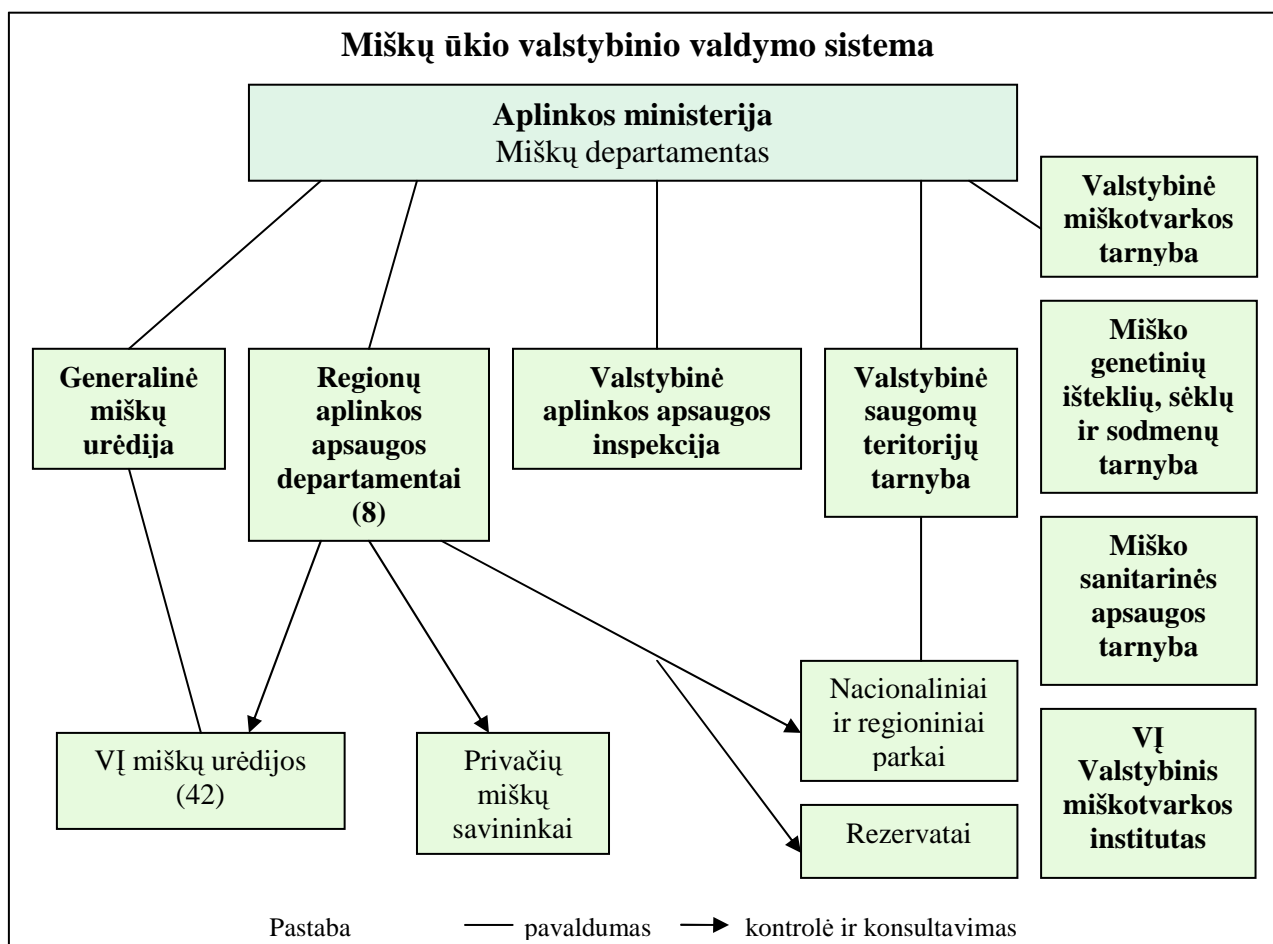 Miškų ūkio valstybinio valdymo sistema
Aplinkos ministerija
Miškų departamentas
Valstybinė
miškotvarkos
tarnyba
Generalinė
miškų
urėdija
Regionų
aplinkos
apsaugos
departamentai
(8)
Valstybinė
aplinkos apsaugos
inspekcija
Valstybinė
saugomų
teritorijų
tarnyba
Miško
genetinių
išteklių, sėklų
ir sodmenų
tarnyba
Miško
sanitarinės
apsaugos
tarnyba
VĮ miškų urėdijos
(42)
Privačių
miškų
savininkai
Nacionaliniai
ir regioniniai
parkai
Rezervatai
VĮ
Valstybinis
miškotvarkos
institutas
Pastaba pavaldumas kontrolė ir konsultavimas